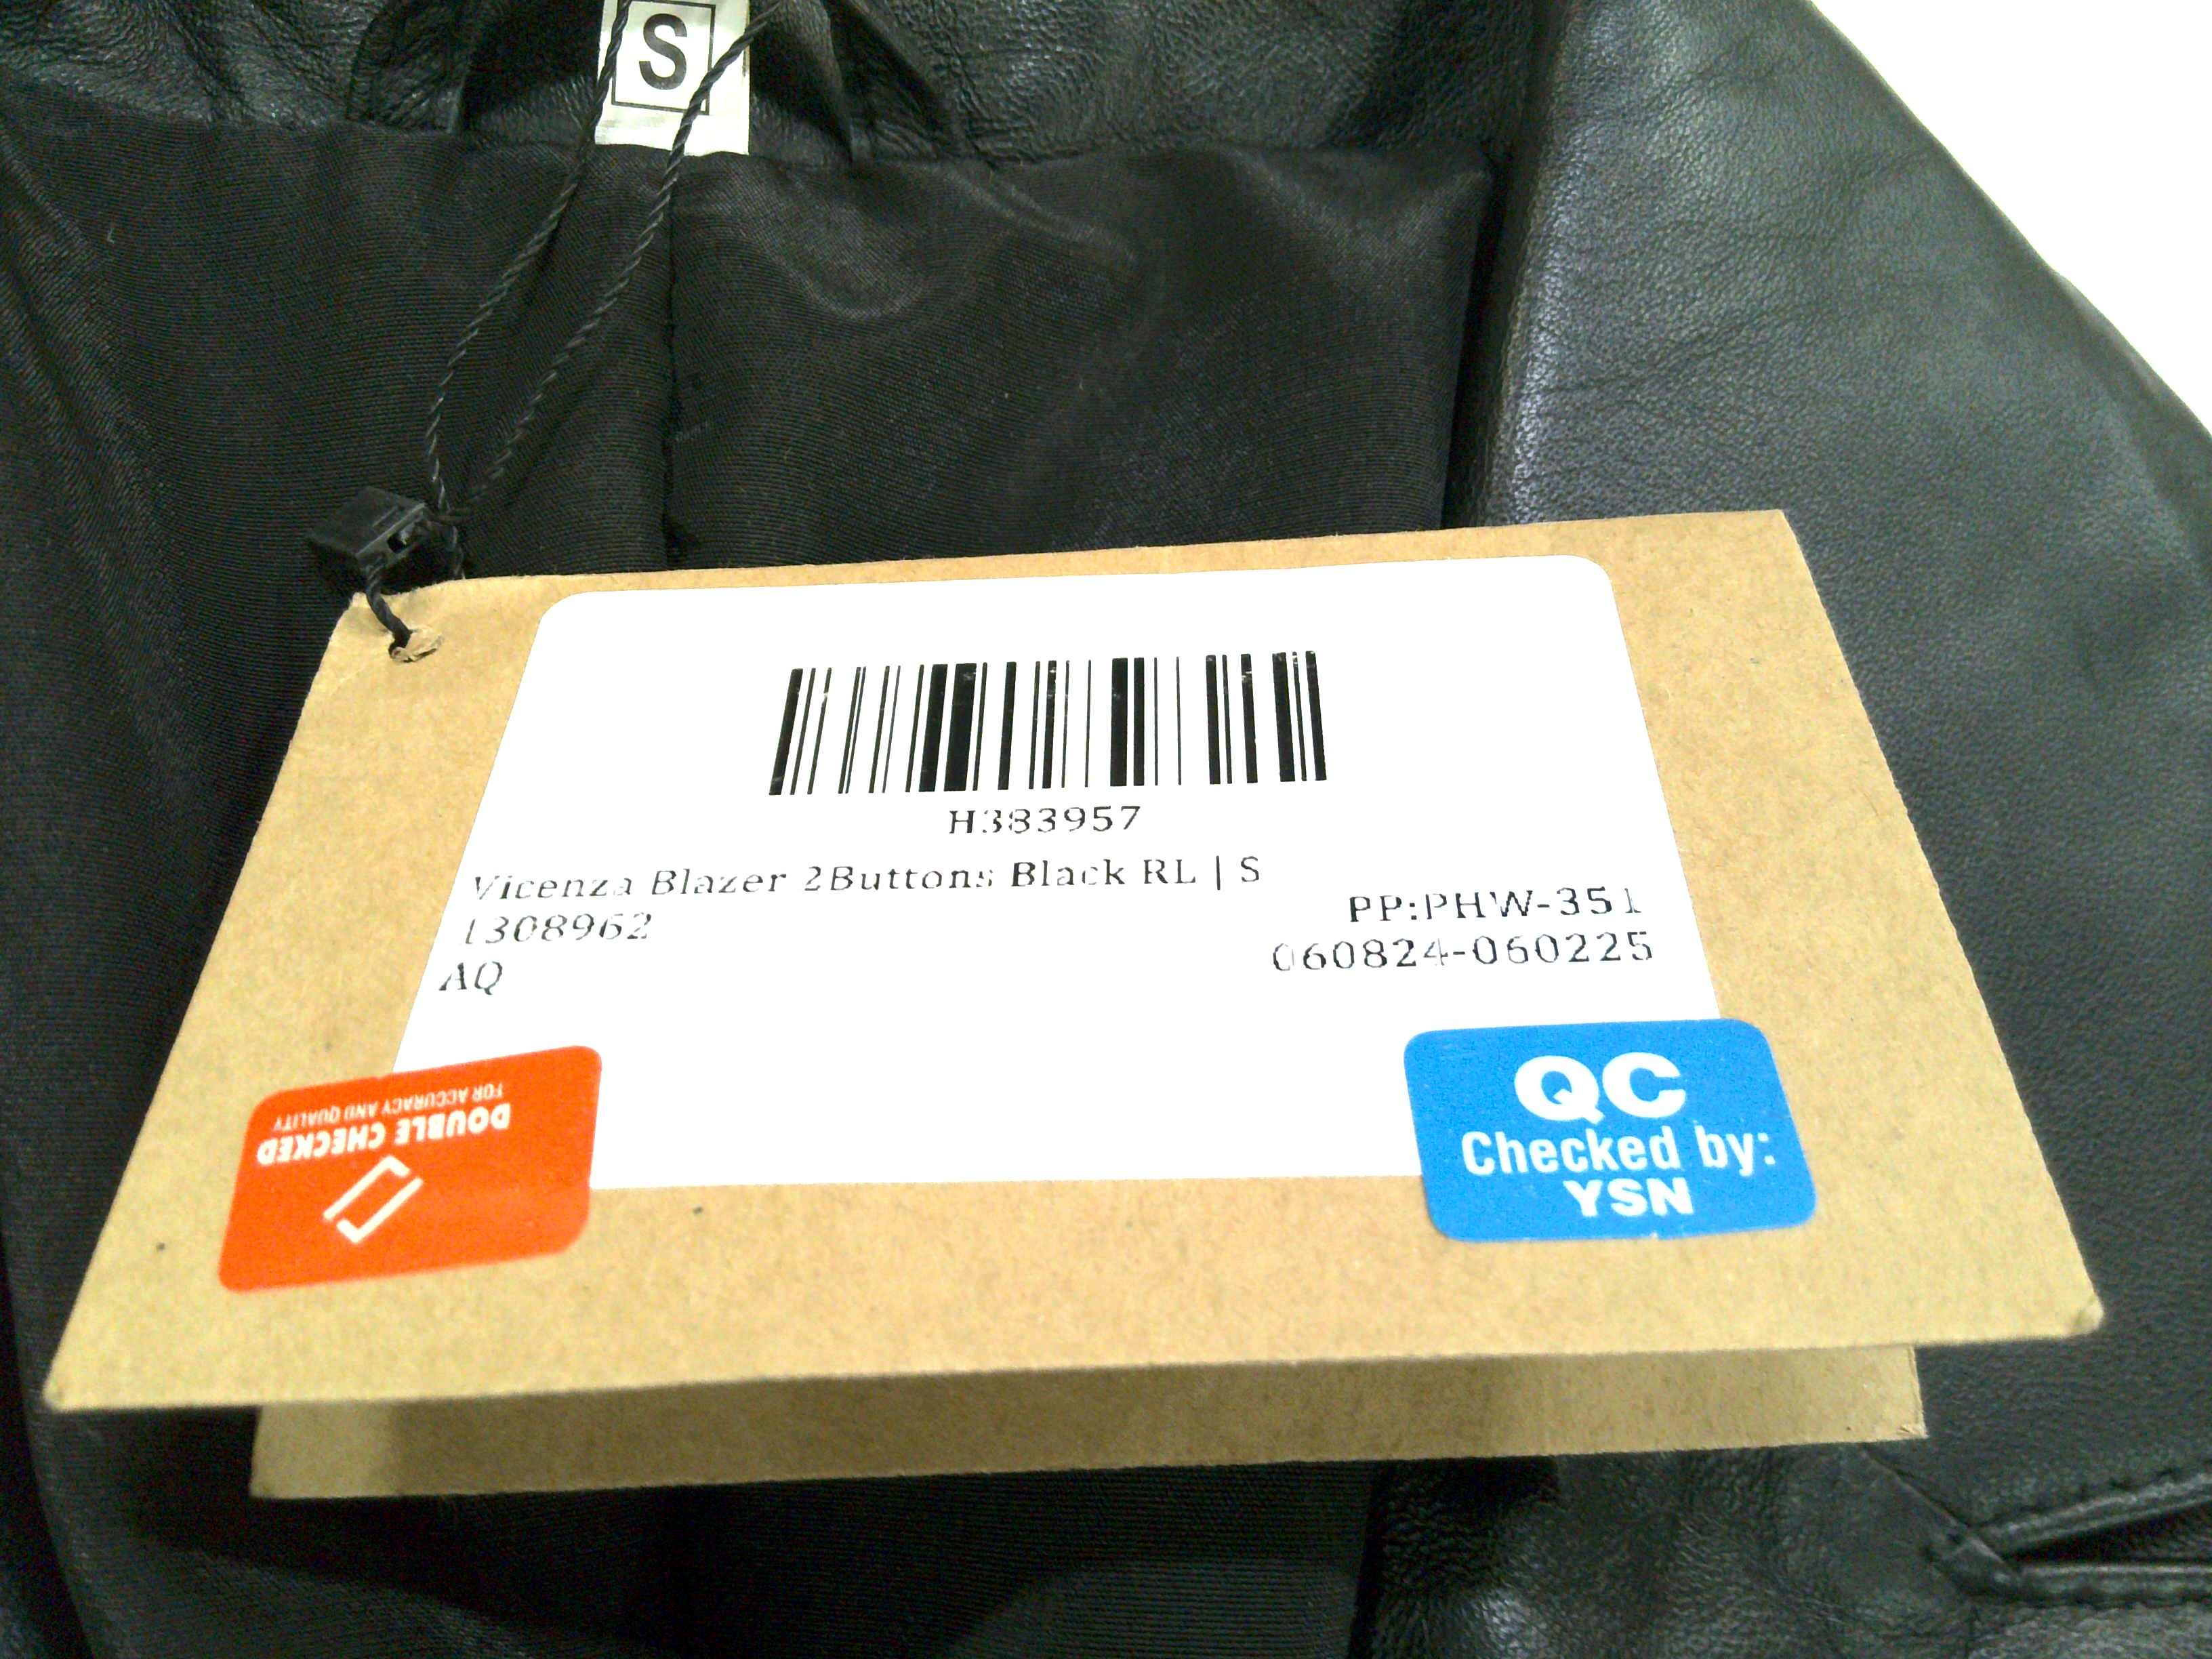 S
H383957
Vicenza Blazer 2Buttons Black RL | S
1308962
AQ
PP:PHW-351
060824-060225
DOUBLE CHECKED
FOR ACCURACY AND QUALITY
QC
Checked by:
YSN